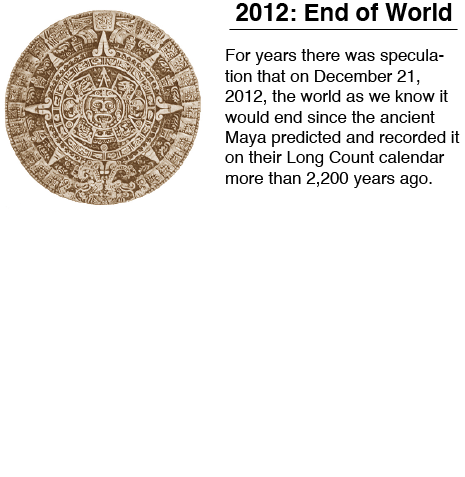 2012: End of World
For years there was specula-
tion that on December 21,
2012, the world as we know it
would end since the ancient
Maya predicted and recorded it
on their Long Count calendar
more than 2,200 years ago.